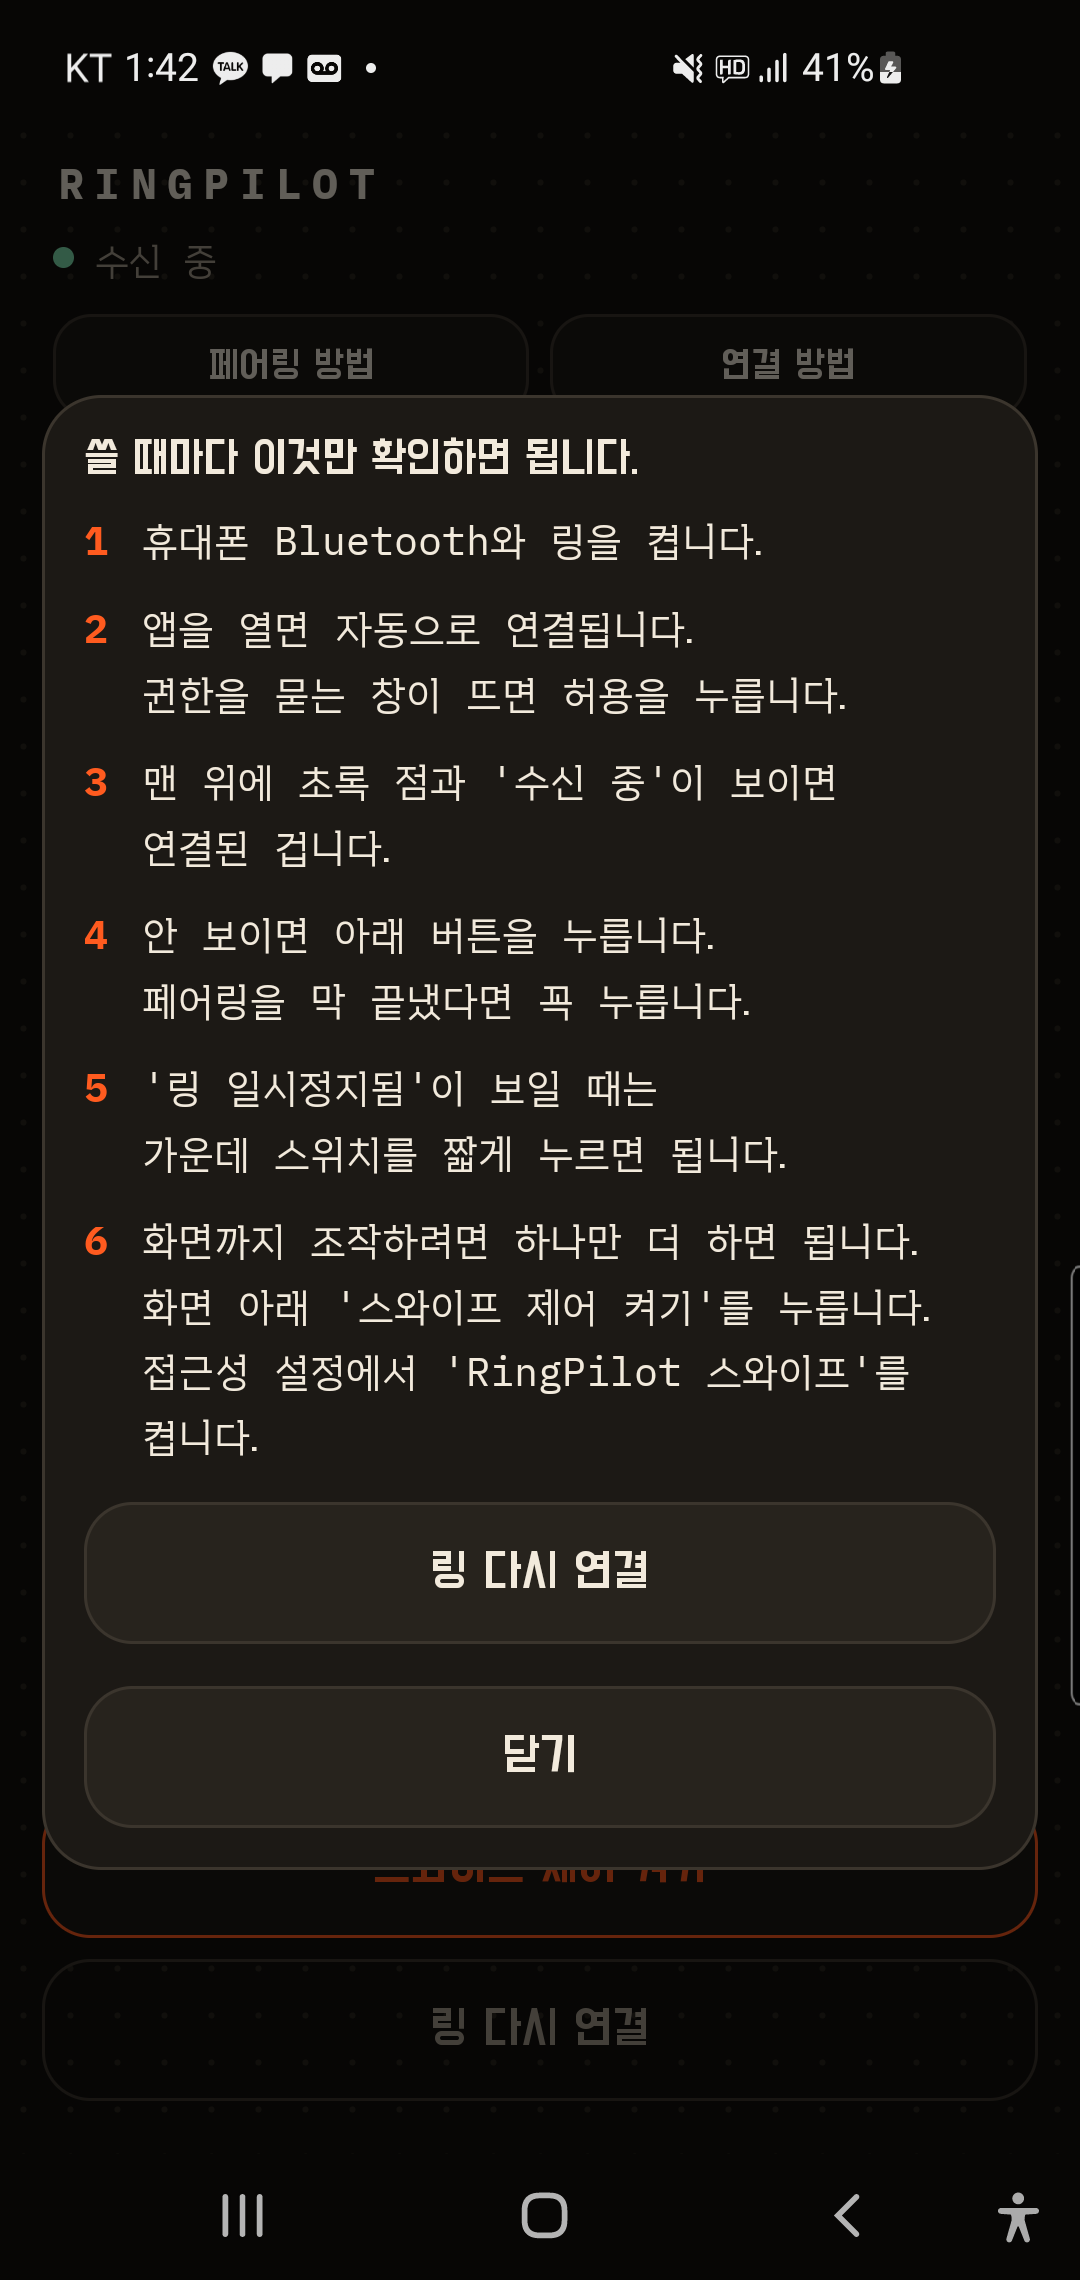 KT 1:42 TALK HD 41%
RINGPILOT
수신 중
페어링 방법 연결 방법
쓸 때마다 이것만 확인하면 됩니다.
1 휴대폰 Bluetooth와 링을 켭니다.
2 앱을 열면 자동으로 연결됩니다.
권한을 묻는 창이 뜨면 허용을 누릅니다.
3 맨 위에 초록 점과 '수신 중'이 보이면
연결된 겁니다.
4 안 보이면 아래 버튼을 누릅니다.
페어링을 막 끝냈다면 꼭 누릅니다.
5 '링 일시정지됨'이 보일 때는
가운데 스위치를 짧게 누르면 됩니다.
6 화면까지 조작하려면 하나만 더 하면 됩니다.
화면 아래 '스와이프 제어 켜기'를 누릅니다.
접근성 설정에서 'RingPilot 스와이프'를
켭니다.
링 다시 연결
닫기
링 다시 연결